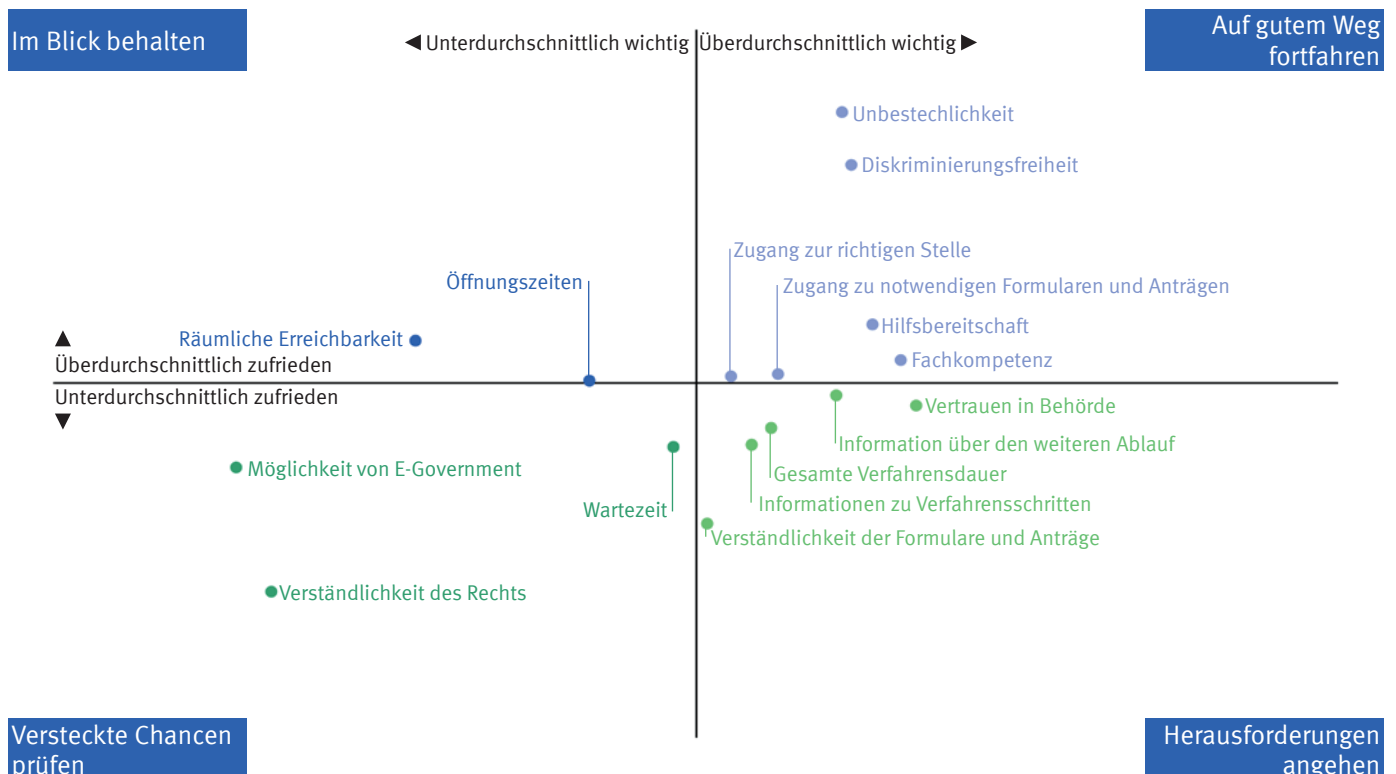 Im Blick behalten
◀ Unterdurchschnittlich wichtig
Überdurchschnittlich wichtig ▶
Auf gutem Weg
fortfahren
Unbestechlichkeit
Diskriminierungsfreiheit
Zugang zur richtigen Stelle
Öffnungszeiten
Zugang zu notwendigen Formularen und Anträgen
Räumliche Erreichbarkeit
Hilfsbereitschaft
Fachkompetenz
▲
Überdurchschnittlich zufrieden
Unterdurchschnittlich zufrieden
▼
Vertrauen in Behörde
Information über den weiteren Ablauf
Möglichkeit von E-Government
Gesamte Verfahrensdauer
Wartezeit
Informationen zu Verfahrensschritten
Verständlichkeit der Formulare und Anträge
Verständlichkeit des Rechts
Versteckte Chancen
prüfen
Herausforderungen
angehen